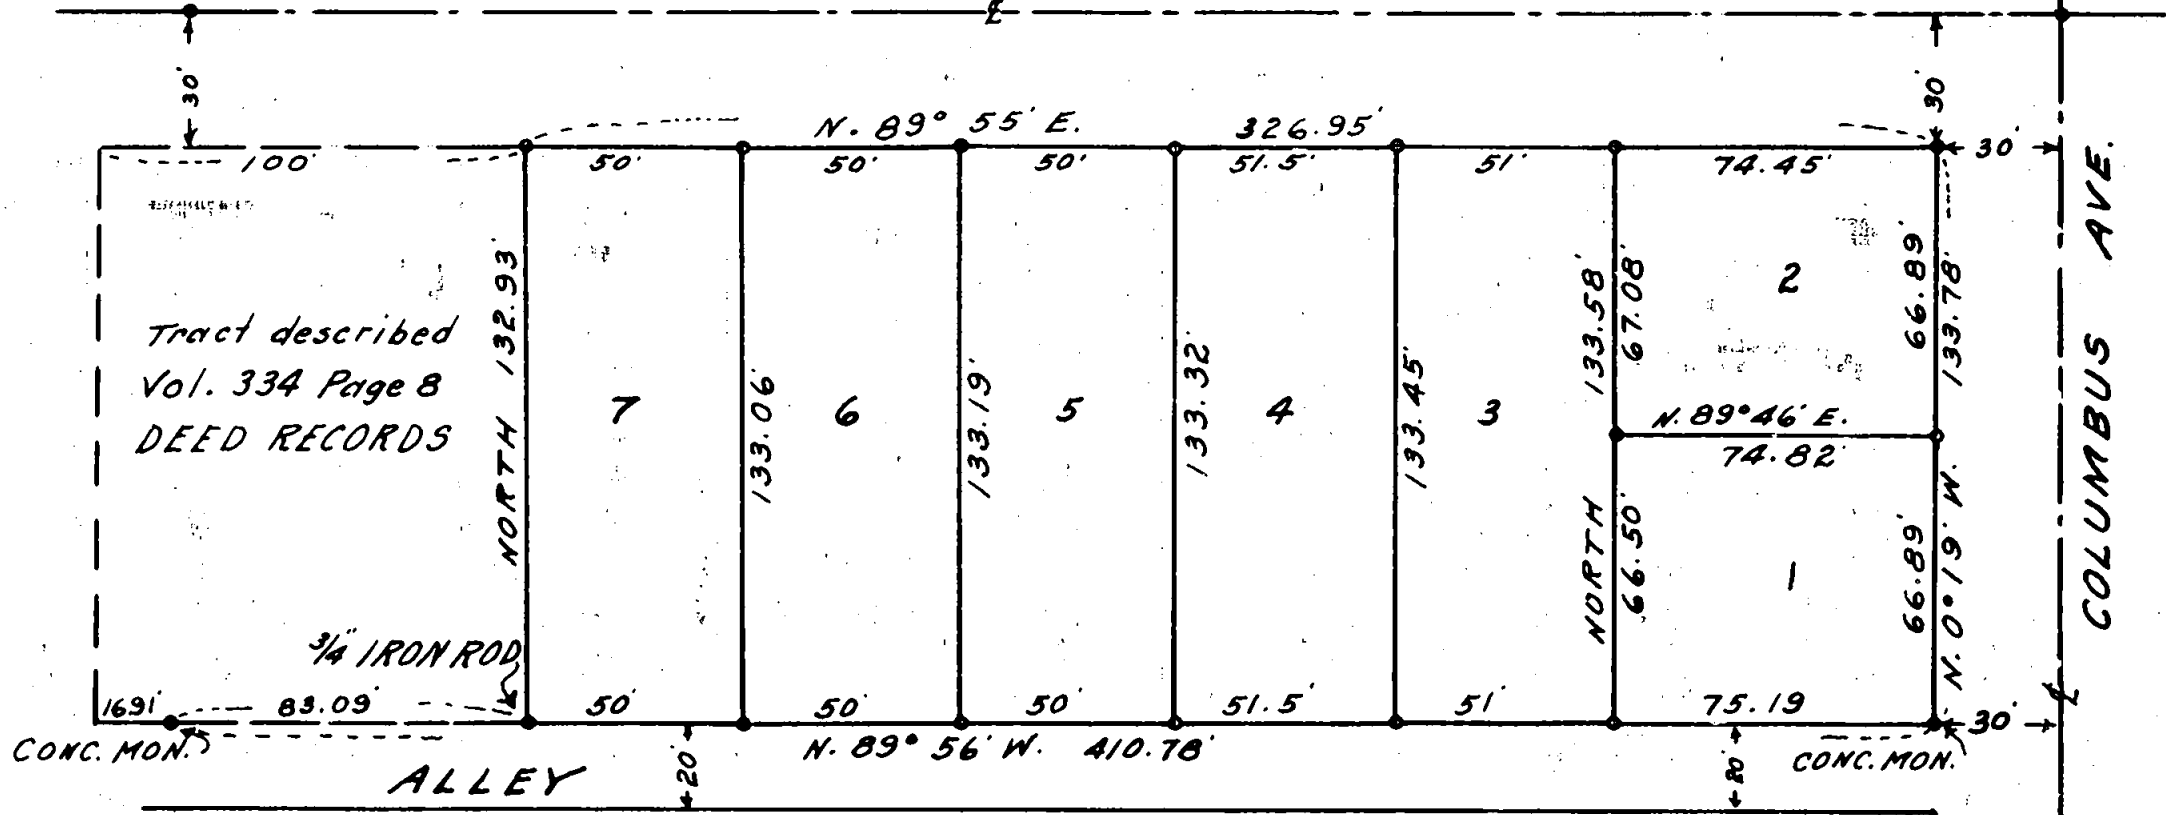 ℄
30'
30'
N. 89° 55' E. 326.95'
100'
50'
50'
50'
51.5'
51'
74.45'
30'
COLUMBUS AVE.
Tract described
Vol. 334 Page 8
DEED RECORDS
NORTH 132.93'
7
133.06'
6
133.19'
5
133.32'
4
133.45'
3
NORTH 133.58'
67.08'
2
66.89'
133.78'
N. 89° 46' E.
74.82
66.50'
1
66.89'
N. 0° 19' W.
3/4" IRON ROD
1691'
83.09'
50'
50'
50'
51.5'
51'
75.19
30'
℄
CONC. MON.
N. 89° 56' W. 410.78'
CONC. MON.
ALLEY
20'
20'